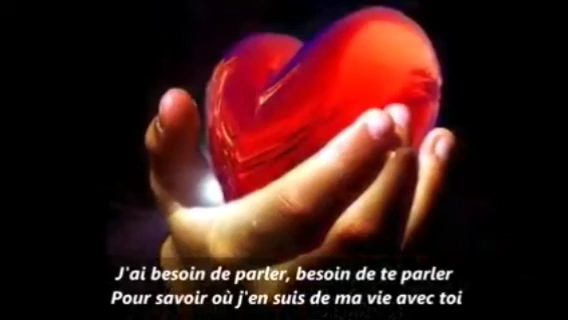 J'ai besoin de parler, besoin de te parler
Pour savoir où j'en suis de ma vie avec toi